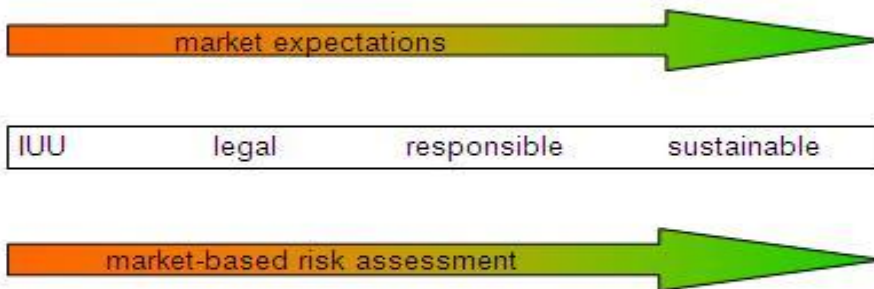 market expectations
IUU legal responsible sustainable
market-based risk assessment